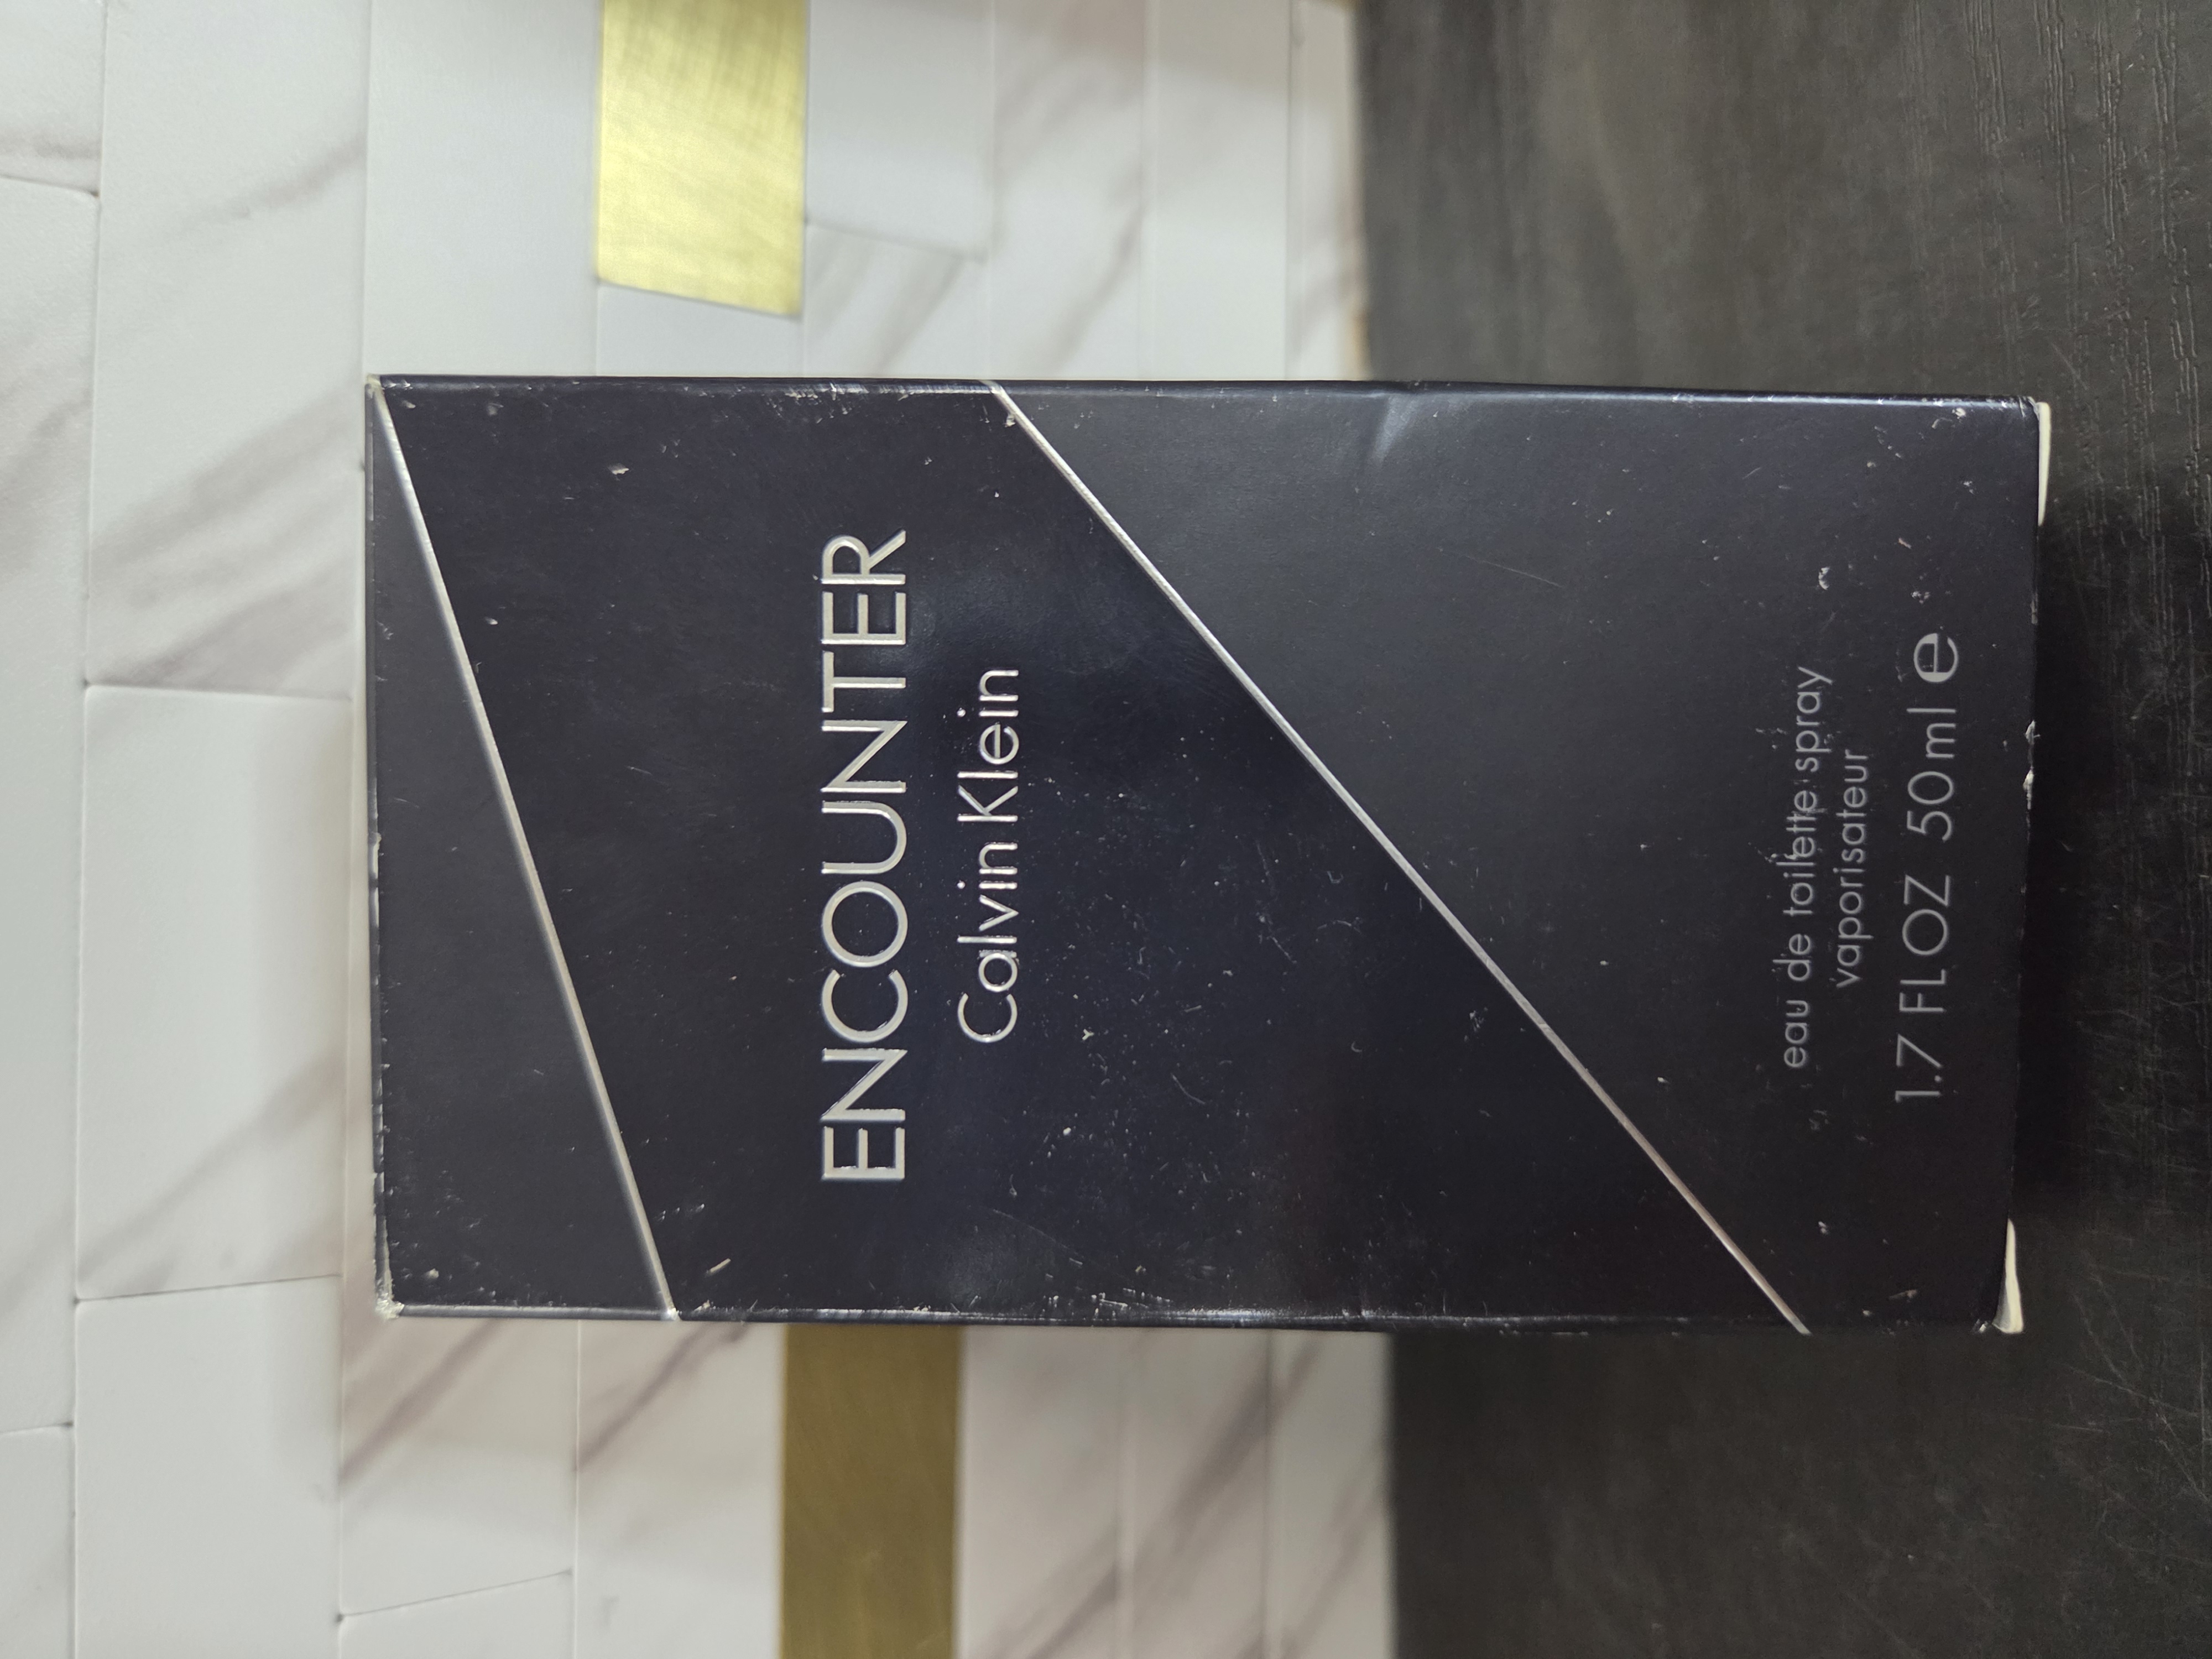 ENCOUNTER
Calvin Klein
eau de toilette spray
vaporisateur
1.7 FL OZ 50 ml e